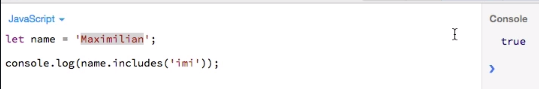 JavaScript
Console
let name = 'Maximilian';
true
console.log(name.includes('imi'));